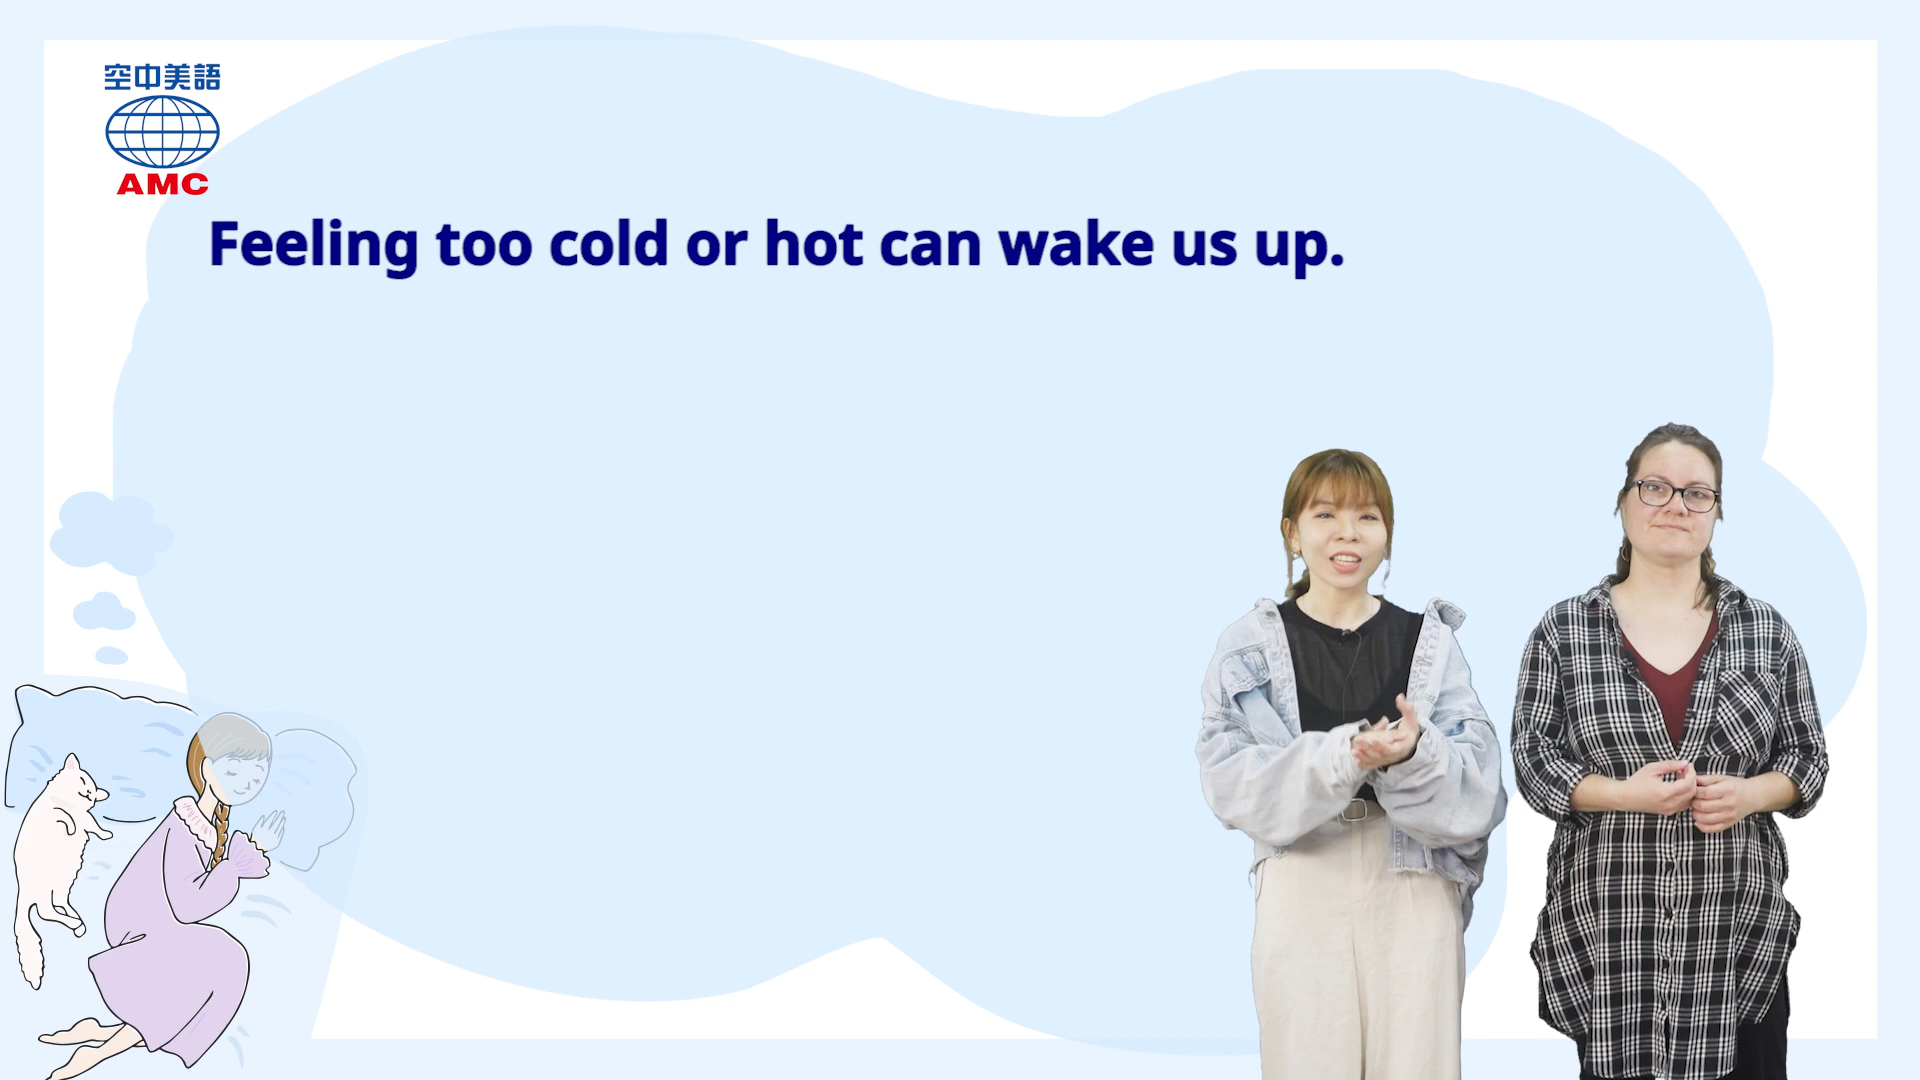 空中美語
AMC
Feeling too cold or hot can wake us up.